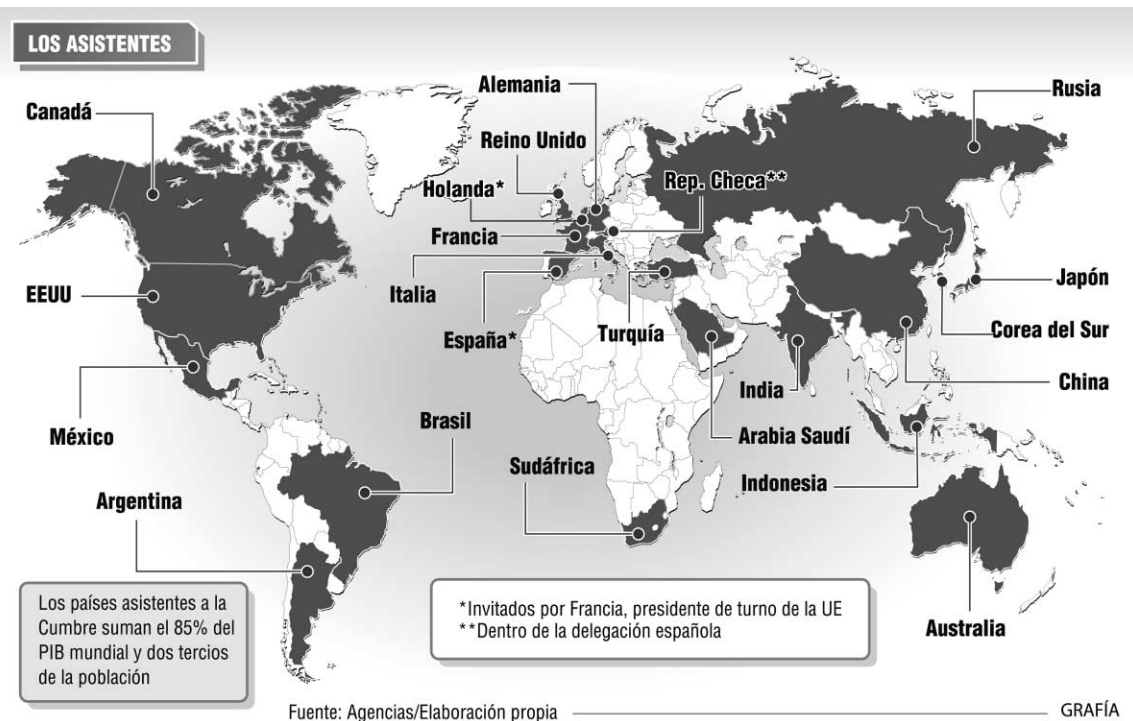 LOS ASISTENTES
Canadá
Alemania
Rusia
Reino Unido
Holanda*
Rep. Checa**
Francia
EEUU
Italia
Japón
España*
Turquía
Corea del Sur
India
China
México
Brasil
Arabia Saudí
Sudáfrica
Indonesia
Argentina
Australia
Los países asistentes a la
Cumbre suman el 85% del
PIB mundial y dos tercios
de la población
*Invitados por Francia, presidente de turno de la UE
**Dentro de la delegación española
Fuente: Agencias/Elaboración propia
GRAFÍA